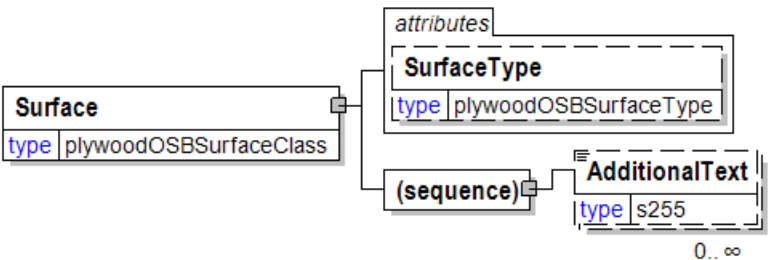 attributes
SurfaceType
type plywoodOSBSurfaceType
Surface
type plywoodOSBSurfaceClass
(sequence)
AdditionalText
type s255
0.. ∞